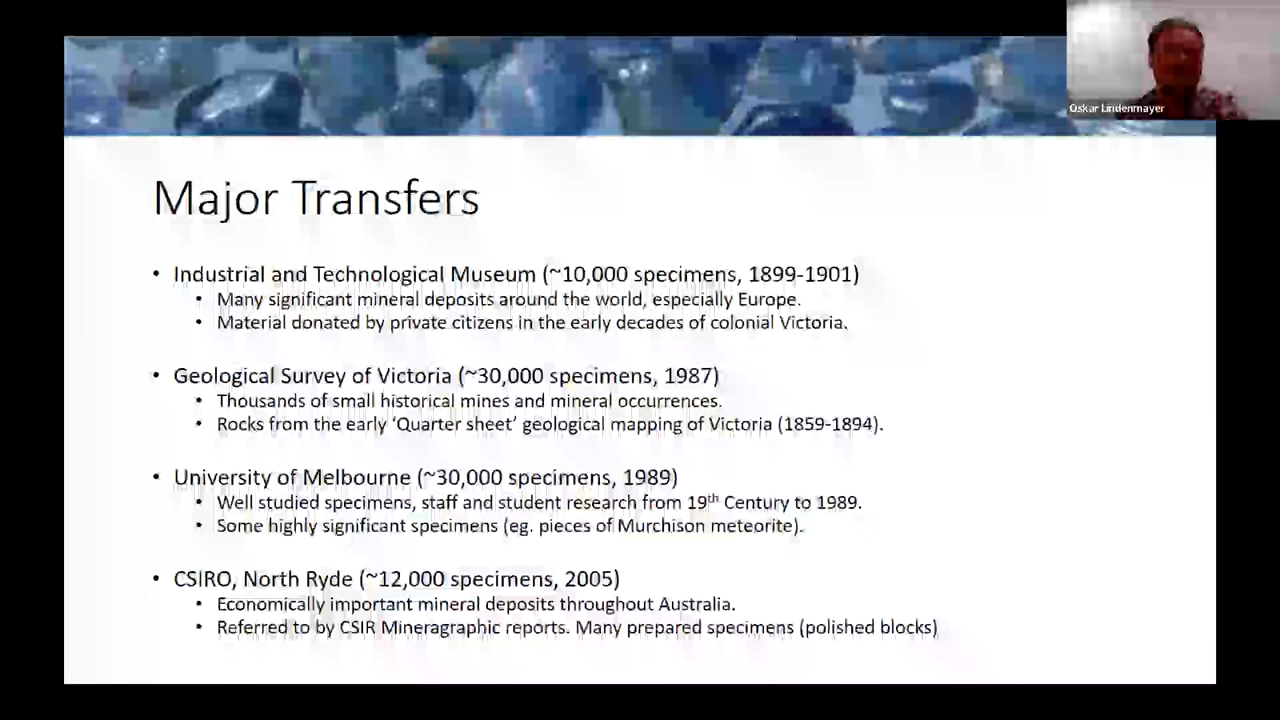 Oskar Lindenmayer
Major Transfers
• Industrial and Technological Museum (~10,000 specimens, 1899-1901)
• Many significant mineral deposits around the world, especially Europe.
• Material donated by private citizens in the early decades of colonial Victoria.
• Geological Survey of Victoria (~30,000 specimens, 1987)
• Thousands of small historical mines and mineral occurrences.
• Rocks from the early ‘Quarter sheet’ geological mapping of Victoria (1859-1894).
• University of Melbourne (~30,000 specimens, 1989)
• Well studied specimens, staff and student research from 19th Century to 1989.
• Some highly significant specimens (eg. pieces of Murchison meteorite).
• CSIRO, North Ryde (~12,000 specimens, 2005)
• Economically important mineral deposits throughout Australia.
• Referred to by CSIR Mineragraphic reports. Many prepared specimens (polished blocks)